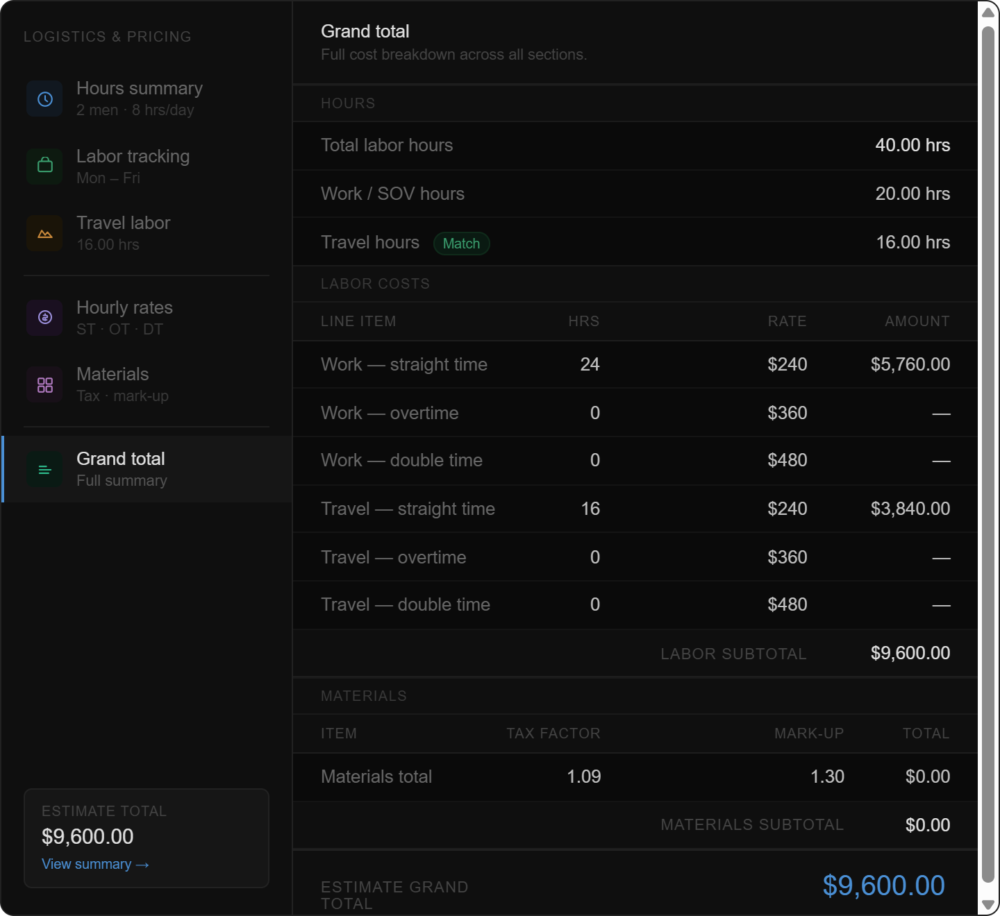 LOGISTICS & PRICING
Hours summary
2 men · 8 hrs/day
Labor tracking
Mon – Fri
Travel labor
16.00 hrs
Hourly rates
ST · OT · DT
Materials
Tax · mark-up
Grand total
Full summary
ESTIMATE TOTAL
$9,600.00
View summary →
Grand total
Full cost breakdown across all sections.
HOURS
Total labor hours 40.00 hrs
Work / SOV hours 20.00 hrs
Travel hours Match 16.00 hrs
LABOR COSTS
LINE ITEM HRS RATE AMOUNT
Work — straight time 24 $240 $5,760.00
Work — overtime 0 $360 —
Work — double time 0 $480 —
Travel — straight time 16 $240 $3,840.00
Travel — overtime 0 $360 —
Travel — double time 0 $480 —
LABOR SUBTOTAL $9,600.00
MATERIALS
ITEM TAX FACTOR MARK-UP TOTAL
Materials total 1.09 1.30 $0.00
MATERIALS SUBTOTAL $0.00
ESTIMATE GRAND
TOTAL
$9,600.00